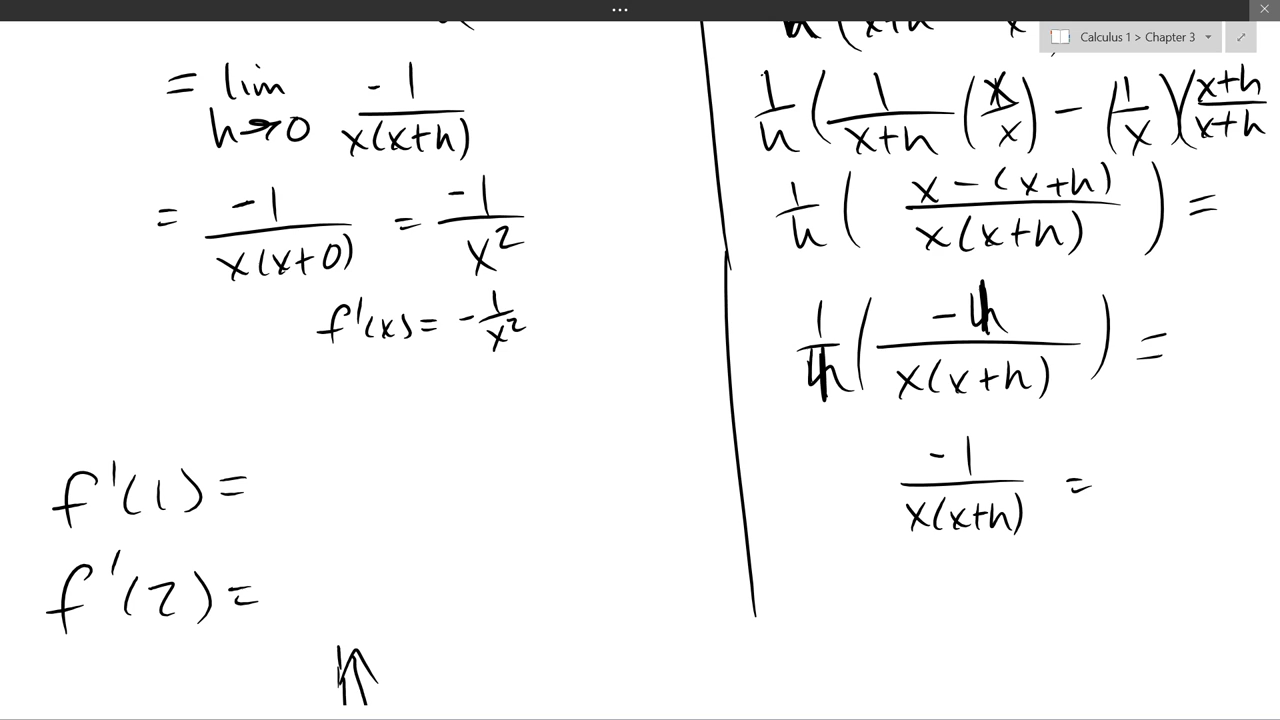 Calculus 1 > Chapter 3
= lim h→0 -1/(x(x+h))
= -1/(x(x+0)) = -1/x²
f'(x) = -1/x²
f'(1) =
f'(2) =
1/h (1/(x+h) (x/x) - (1/x)((x+h)/(x+h)
1/h ( (x-(x+h))/(x(x+h)) ) =
1/h ( -h/(x(x+h)) ) =
-1/(x(x+h)) =